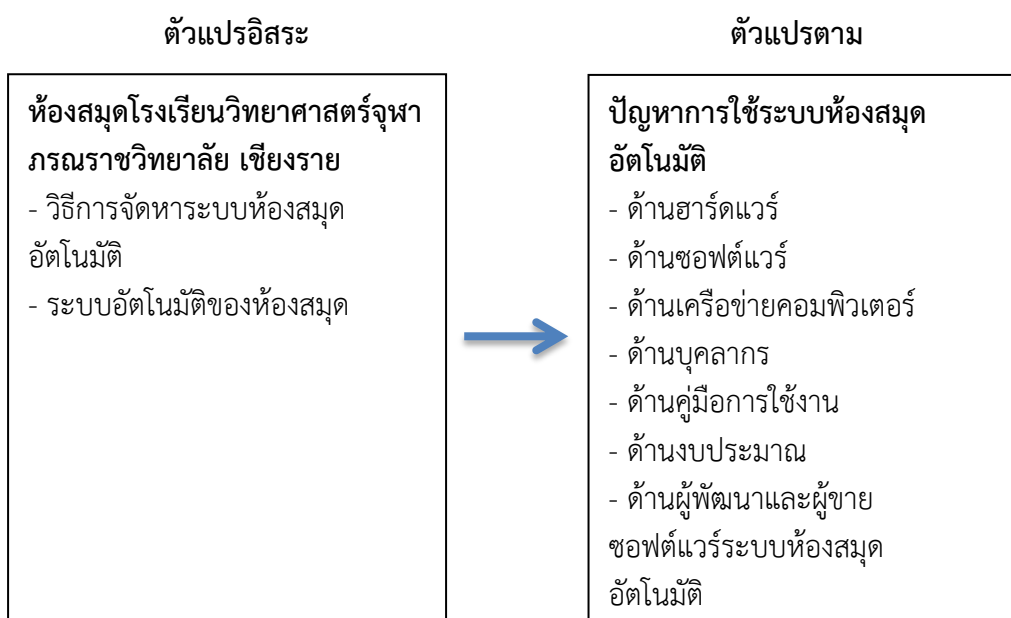 ตัวแปรอิสระ
ห้องสมุดโรงเรียนวิทยาศาสตร์จุฬา
ภรณราชวิทยาลัย เชียงราย
- วิธีการจัดหาระบบห้องสมุด
อัตโนมัติ
- ระบบอัตโนมัติของห้องสมุด
ตัวแปรตาม
ปัญหาการใช้ระบบห้องสมุด
อัตโนมัติ
- ด้านฮาร์ดแวร์
- ด้านซอฟต์แวร์
- ด้านเครือข่ายคอมพิวเตอร์
- ด้านบุคลากร
- ด้านคู่มือการใช้งาน
- ด้านงบประมาณ
- ด้านผู้พัฒนาและผู้ขาย
ซอฟต์แวร์ระบบห้องสมุด
อัตโนมัติ